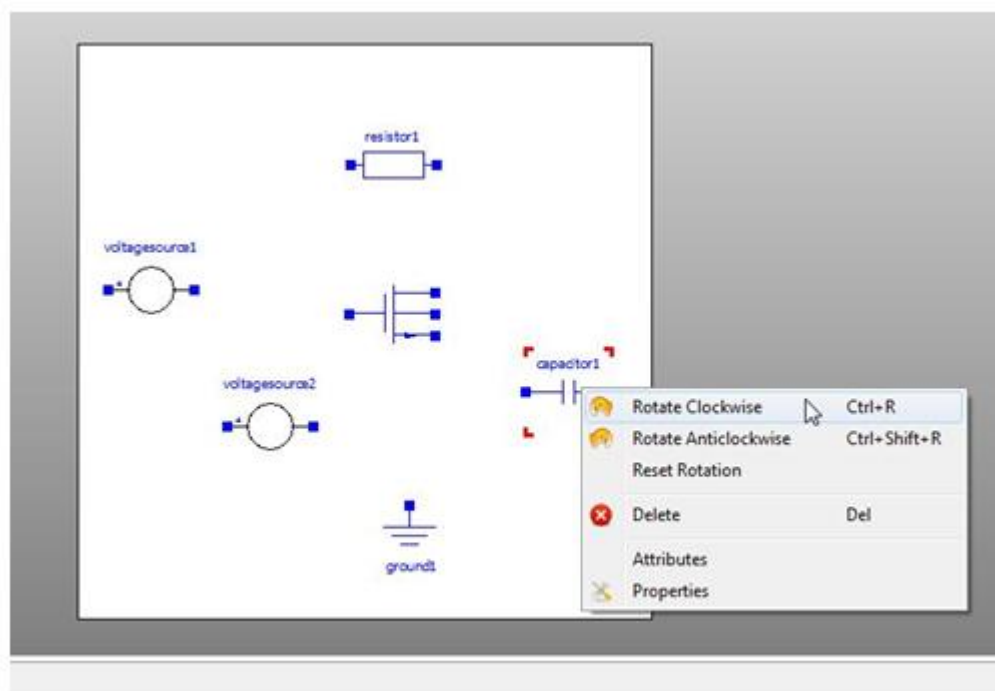 resistor1
voltagesource1
capacitor1
voltagesource2
ground1
Rotate Clockwise Ctrl+R
Rotate Anticlockwise Ctrl+Shift+R
Reset Rotation
Delete Del
Attributes
Properties